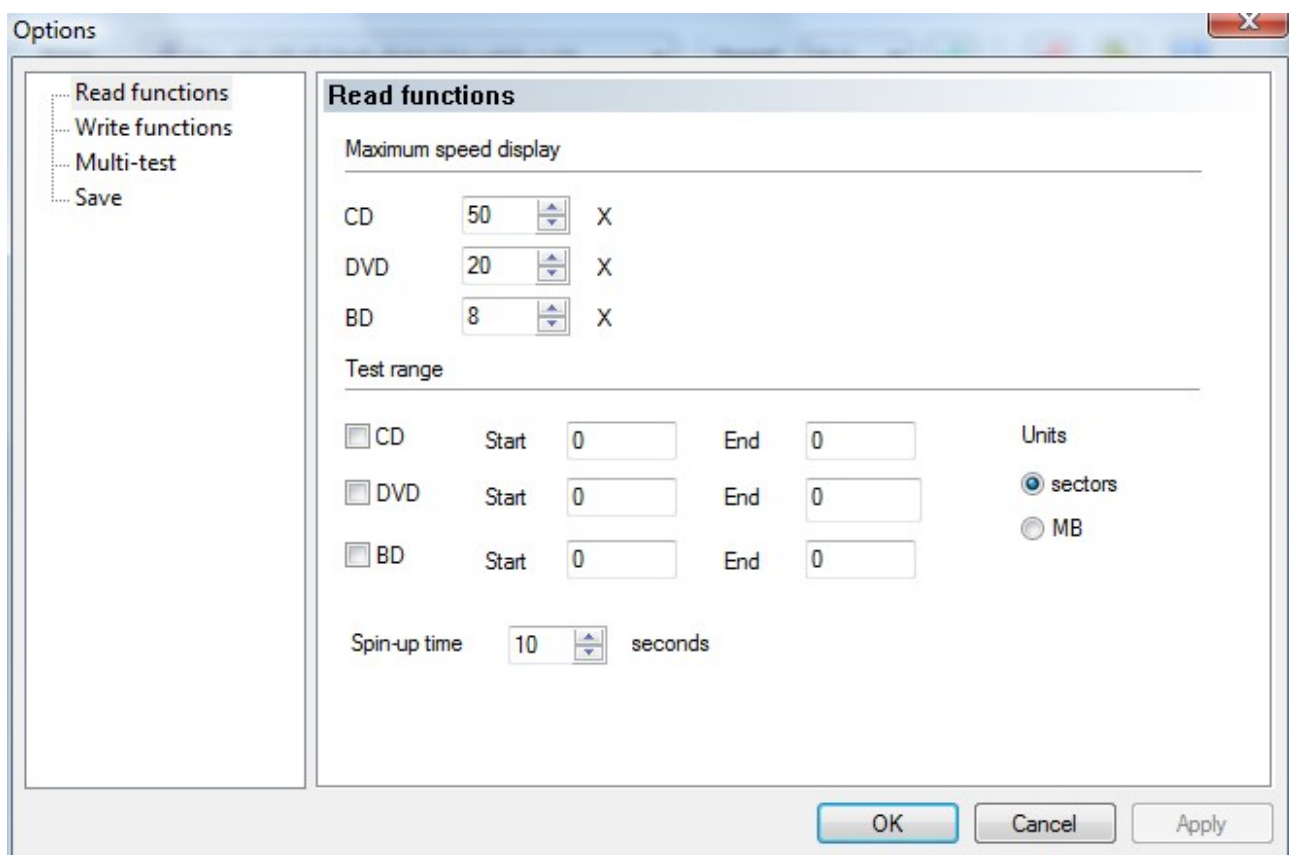 Options
Read functions
Write functions
Multi-test
Save
Read functions
Maximum speed display
CD 50 X
DVD 20 X
BD 8 X
Test range
CD Start 0 End 0 Units
DVD Start 0 End 0 sectors
MB
BD Start 0 End 0
Spin-up time 10 seconds
OK Cancel Apply